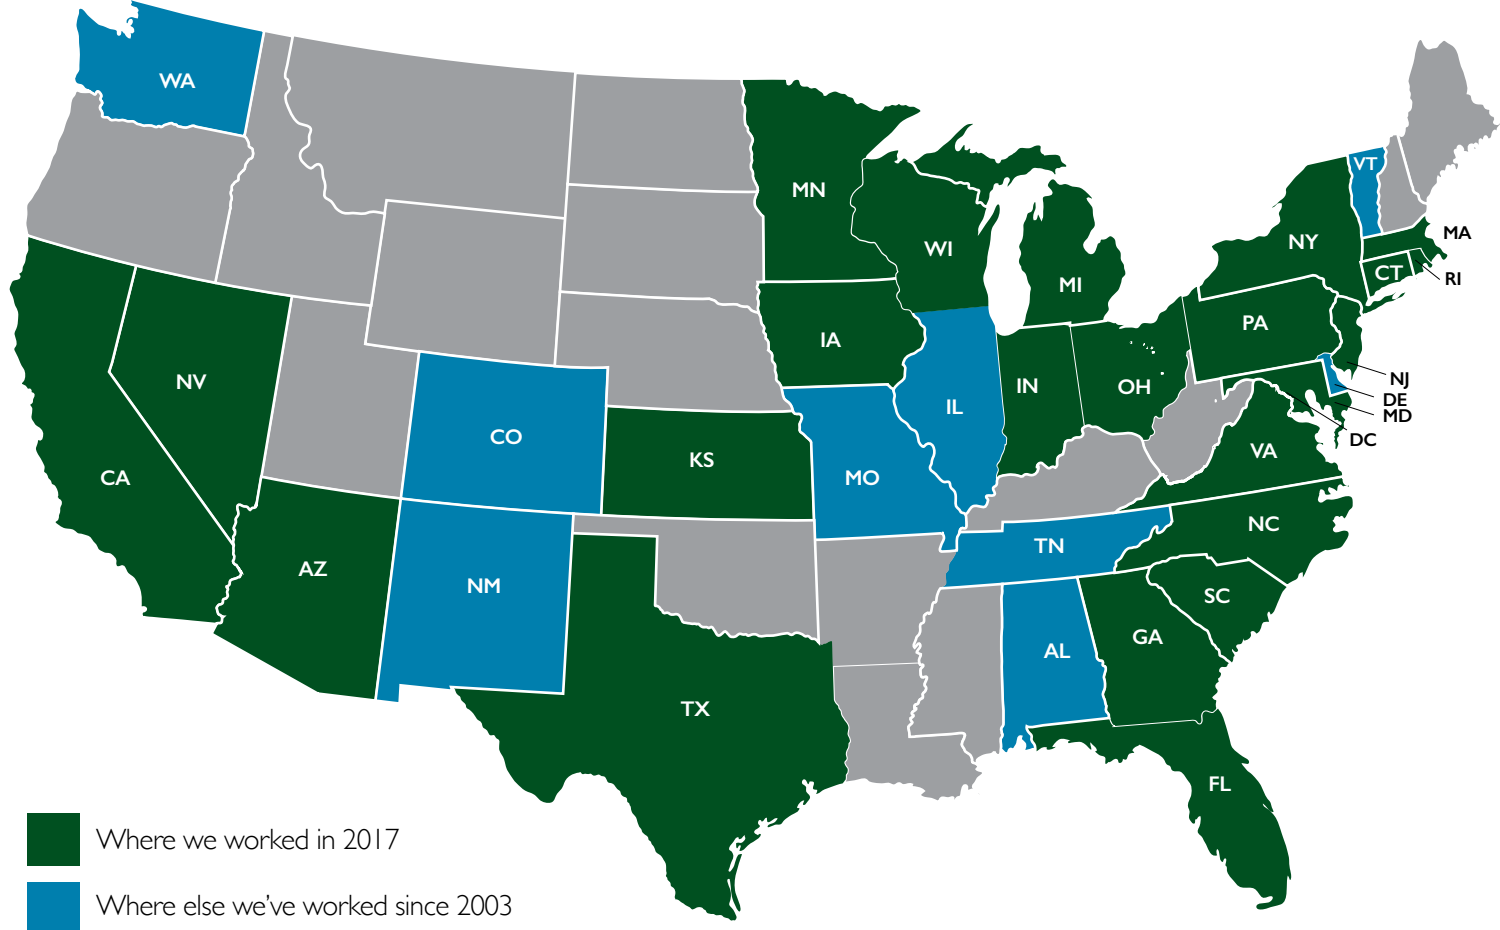 WA
VT
MN
MA
NY
WI
CT
RI
MI
PA
IA
NV
NJ
IN
OH
DE
IL
MD
CO
DC
VA
KS
CA
MO
NC
TN
AZ
NM
SC
GA
AL
TX
FL
Where we worked in 2017
Where else we've worked since 2003